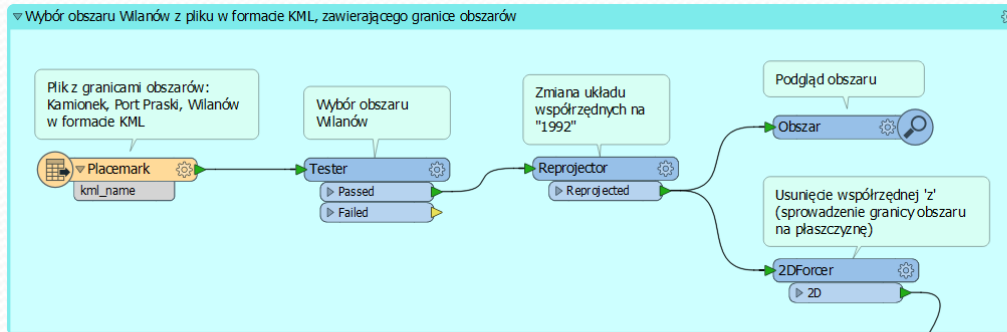 Wybór obszaru Wilanów z pliku w formacie KML, zawierającego granice obszarów
Plik z granicami obszarów:
Kamionek, Port Praski, Wilanów
w formacie KML
Placemark
kml_name
Wybór obszaru
Wilanów
Tester
Passed
Failed
Zmiana układu
współrzędnych na
"1992"
Reprojector
Reprojected
Podgląd obszaru
Obszar
Usunięcie współrzędnej 'z'
(sprowadzenie granicy obszaru
na płaszczyznę)
2DForcer
2D